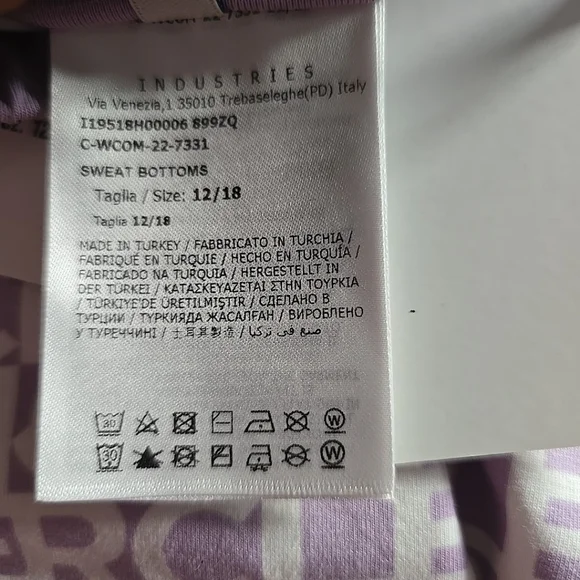 INDUSTRIES
Via Venezia,1 35010 Trebaseleghe(PD) Italy
I19518H00006 899ZQ
C-WCOM-22-7331
SWEAT BOTTOMS
Taglia / Size: 12/18
Taglia 12/18
MADE IN TURKEY / FABBRICATO IN TURCHIA /
FABRIQUÉ EN TURQUIE / HECHO EN TURQUÍA /
FABRICADO NA TURQUIA / HERGESTELLT IN
DER TÜRKEI / ΚΑΤΑΣΚΕΥΑΖΕΤΑΙ ΣΤΗΝ ΤΟΥΡΚΙΑ
/ TÜRKİYE'DE ÜRETİLMİŞTİR / СДЕЛАНО В
ТУРЦИИ / ТҮРКИЯДА ЖАСАЛҒАН / ВИРОБЛЕНО
У ТУРЕЧЧИНІ / 土耳其製造 / صنع في تركيا
30 W
30 W